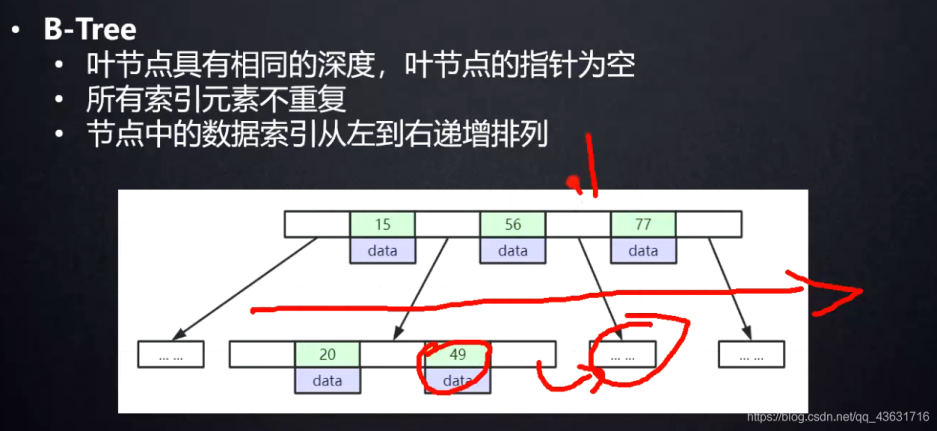 • B-Tree
• 叶节点具有相同的深度，叶节点的指针为空
• 所有索引元素不重复
• 节点中的数据索引从左到右递增排列
15 56 77
data data data
... ... 20 49 ... ... ... ...
data data
https://blog.csdn.net/qq_43631716